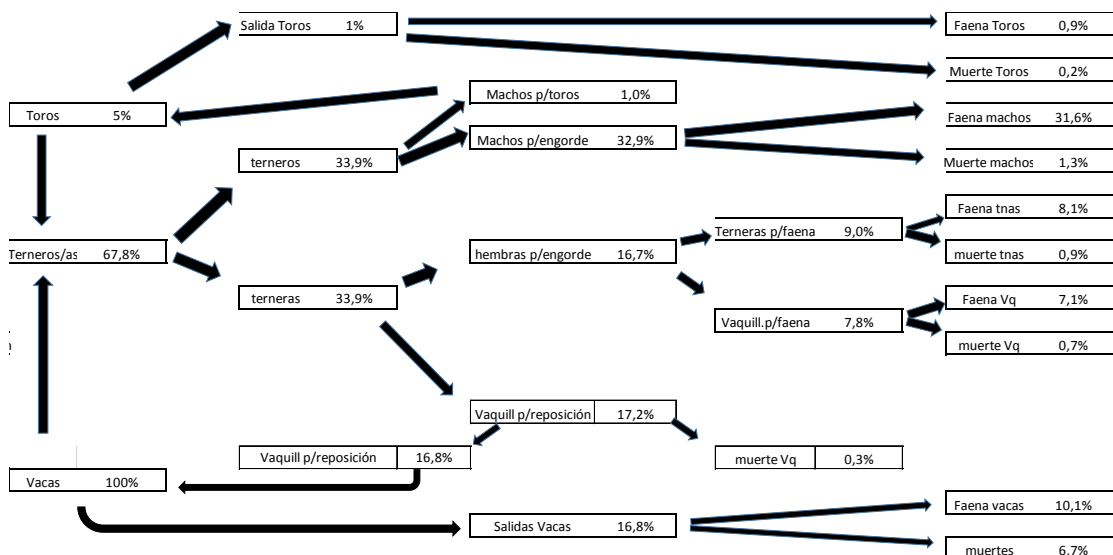 Salida Toros 1%
Faena Toros 0,9%
Muerte Toros 0,2%
Machos p/toros 1,0%
Toros 5%
Faena machos 31,6%
Machos p/engorde 32,9%
terneros 33,9%
Muerte machos 1,3%
Faena tnas 8,1%
Terneras p/faena 9,0%
Terneros/as 67,8%
hembras p/engorde 16,7%
muerte tnas 0,9%
terneras 33,9%
Faena Vq 7,1%
Vaquill.p/faena 7,8%
muerte Vq 0,7%
Vaquill p/reposición 17,2%
Vaquill p/reposición 16,8%
muerte Vq 0,3%
Vacas 100%
Faena vacas 10,1%
Salidas Vacas 16,8%
muertes 6,7%